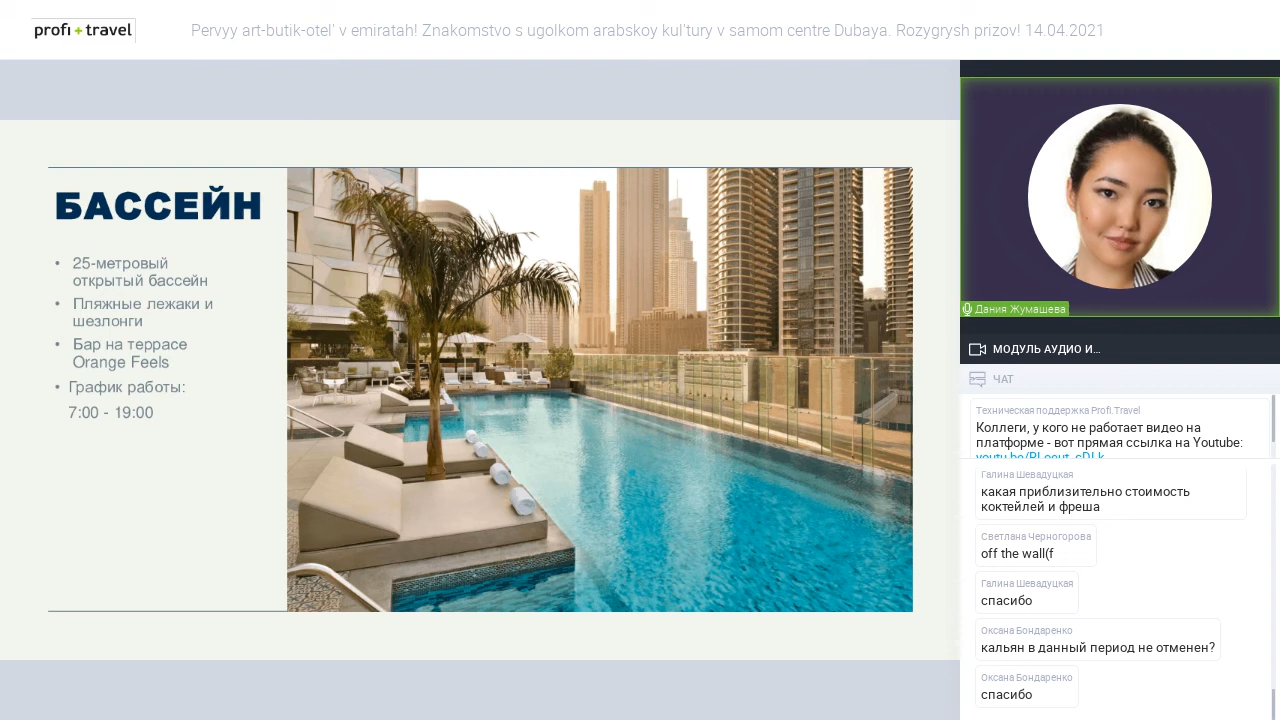 profi + travel
Pervyy art-butik-otel' v emiratah! Znakomstvo s ugolkom arabskoy kul'tury v samom centre Dubaya. Rozygrysh prizov! 14.04.2021
БАССЕЙН
• 25-метровый
открытый бассейн
• Пляжные лежаки и
шезлонги
• Бар на террасе
Orange Feels
• График работы:
7:00 - 19:00
Дания Жумашева
МОДУЛЬ АУДИО И...
ЧАТ
Техническая поддержка Profi.Travel
Коллеги, у кого не работает видео на
платформе - вот прямая ссылка на Youtube:
Галина Шевадуцкая
какая приблизительно стоимость
коктейлей и фреша
Светлана Черногорова
off the wall(f
Галина Шевадуцкая
спасибо
Оксана Бондаренко
кальян в данный период не отменен?
Оксана Бондаренко
спасибо